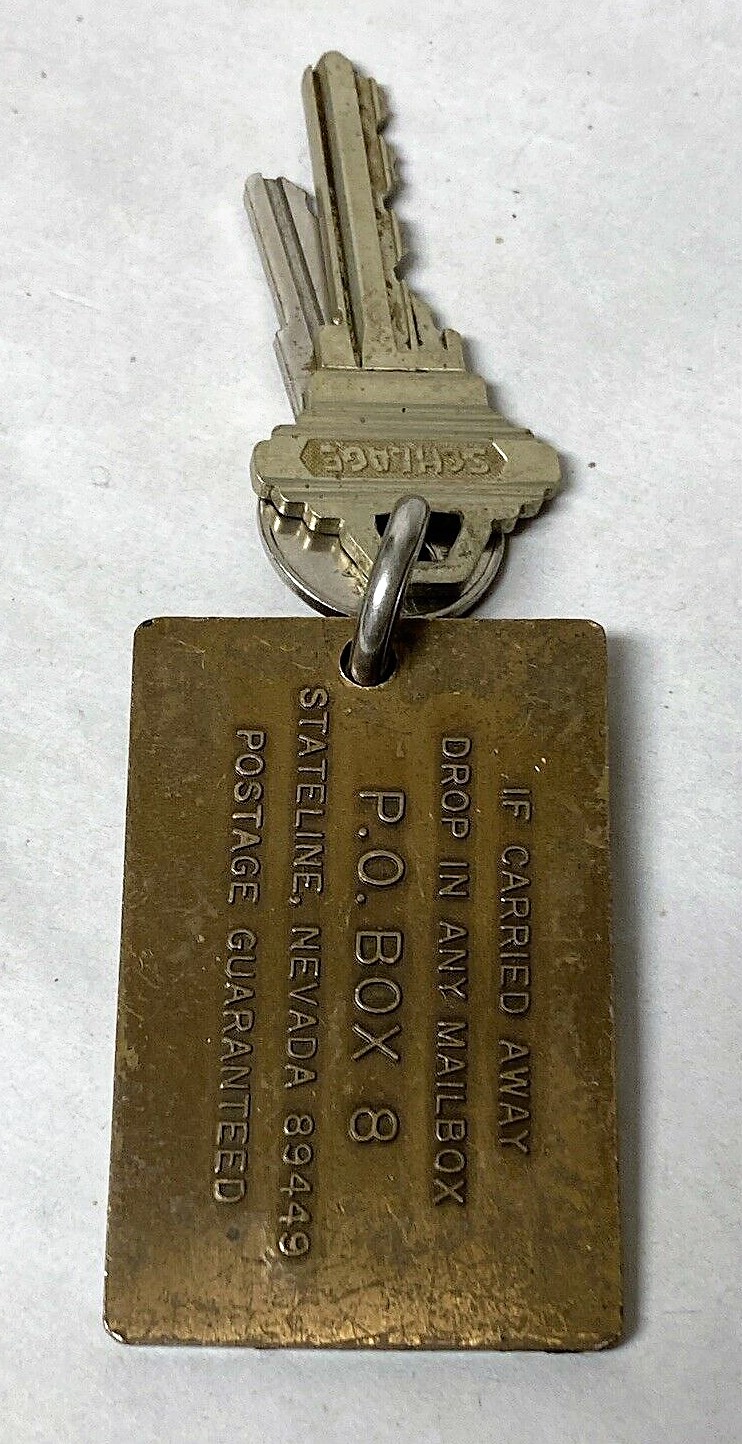 SCHLAGE
IF CARRIED AWAY
DROP IN ANY MAILBOX
P.O. BOX 8
STATELINE, NEVADA 89449
POSTAGE GUARANTEED